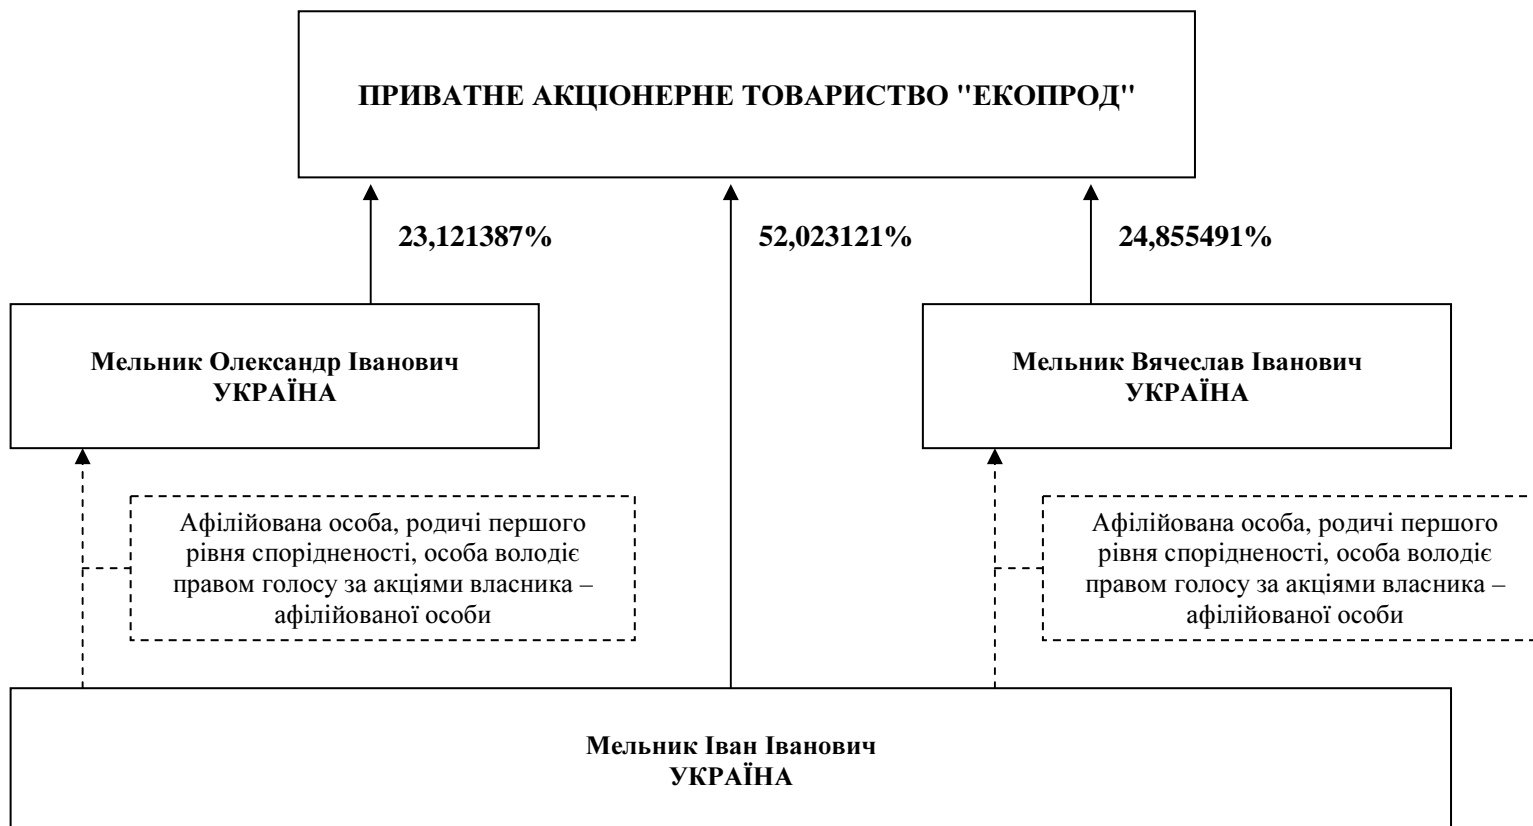 ПРИВАТНЕ АКЦІОНЕРНЕ ТОВАРИСТВО "ЕКОПРОД"
23,121387%
52,023121%
24,855491%
Мельник Олександр Іванович
УКРАЇНА
Мельник Вячеслав Іванович
УКРАЇНА
Афілійована особа, родичі першого
рівня спорідненості, особа володіє
правом голосу за акціями власника –
афілійованої особи
Афілійована особа, родичі першого
рівня спорідненості, особа володіє
правом голосу за акціями власника –
афілійованої особи
Мельник Іван Іванович
УКРАЇНА